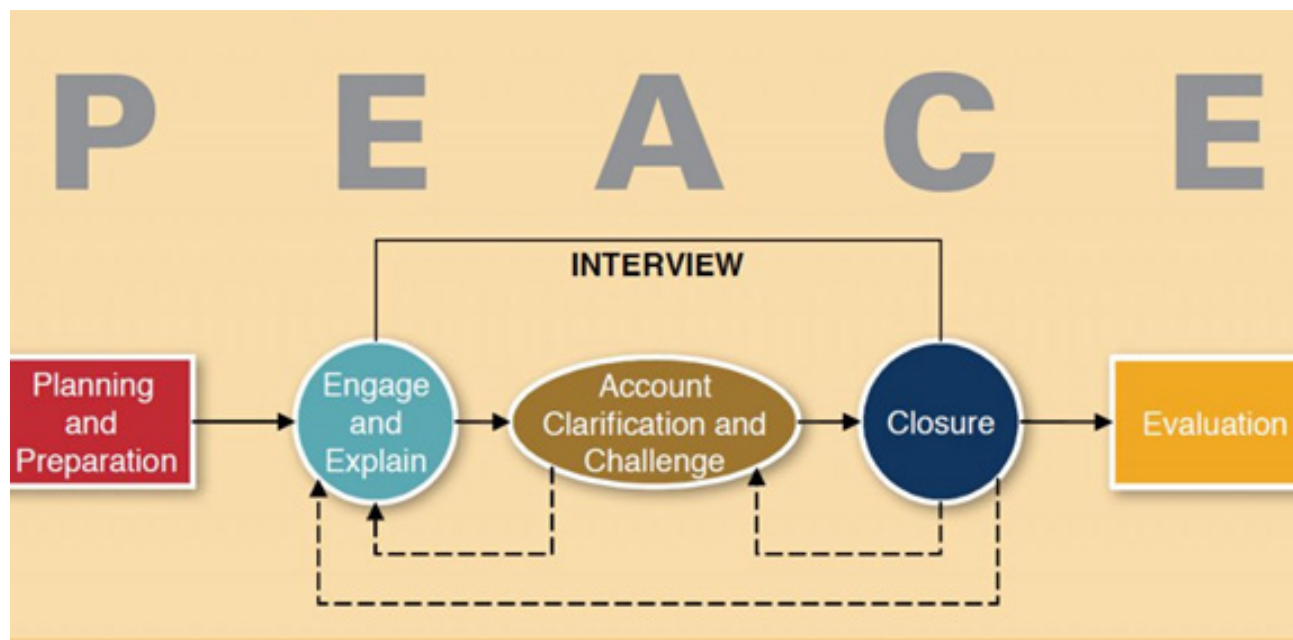 P E A C E
INTERVIEW
Planning
and
Preparation
Engage
and
Explain
Account
Clarification and
Challenge
Closure
Evaluation